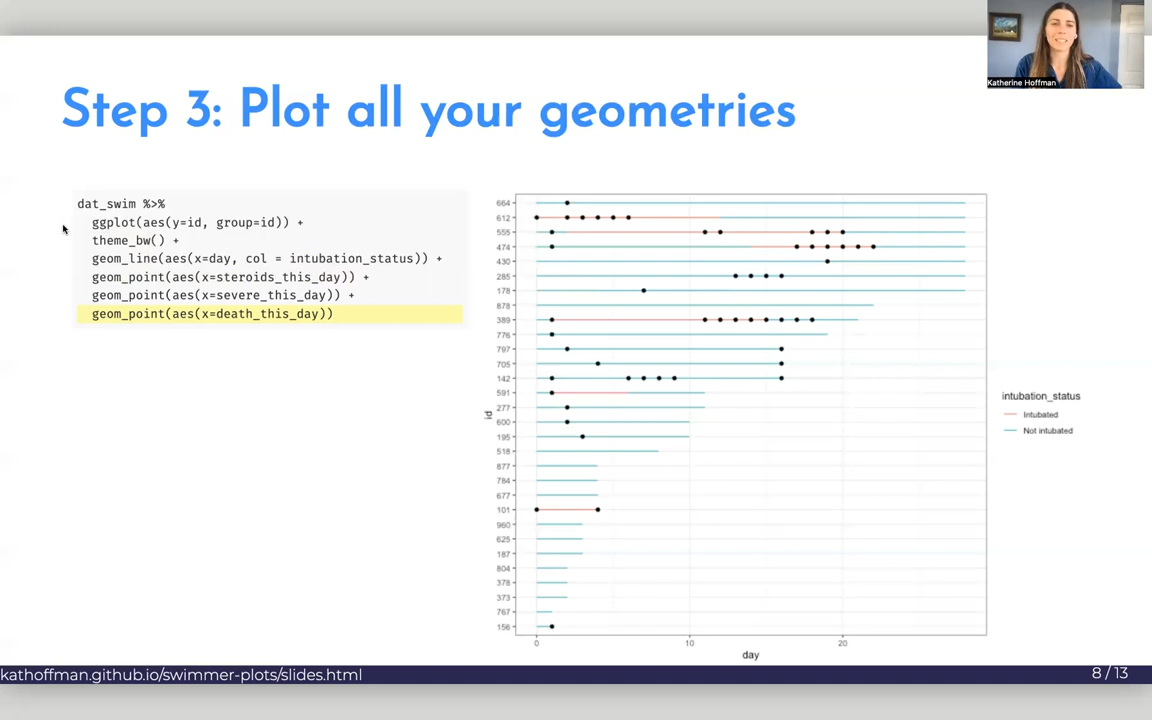 Katherine Hoffman
Step 3: Plot all your geometries
dat_swim %>%
ggplot(aes(y=id, group=id)) +
theme_bw() +
geom_line(aes(x=day, col = intubation_status)) +
geom_point(aes(x=steroids_this_day)) +
geom_point(aes(x=severe_this_day)) +
geom_point(aes(x=death_this_day))
id
664
612
555
474
430
285
178
878
389
776
797
705
142
591
277
600
195
518
877
784
677
101
960
625
187
804
378
373
767
156
0 10 20
day
intubation_status
Intubated
Not intubated
kathoffman.github.io/swimmer-plots/slides.html
8 / 13